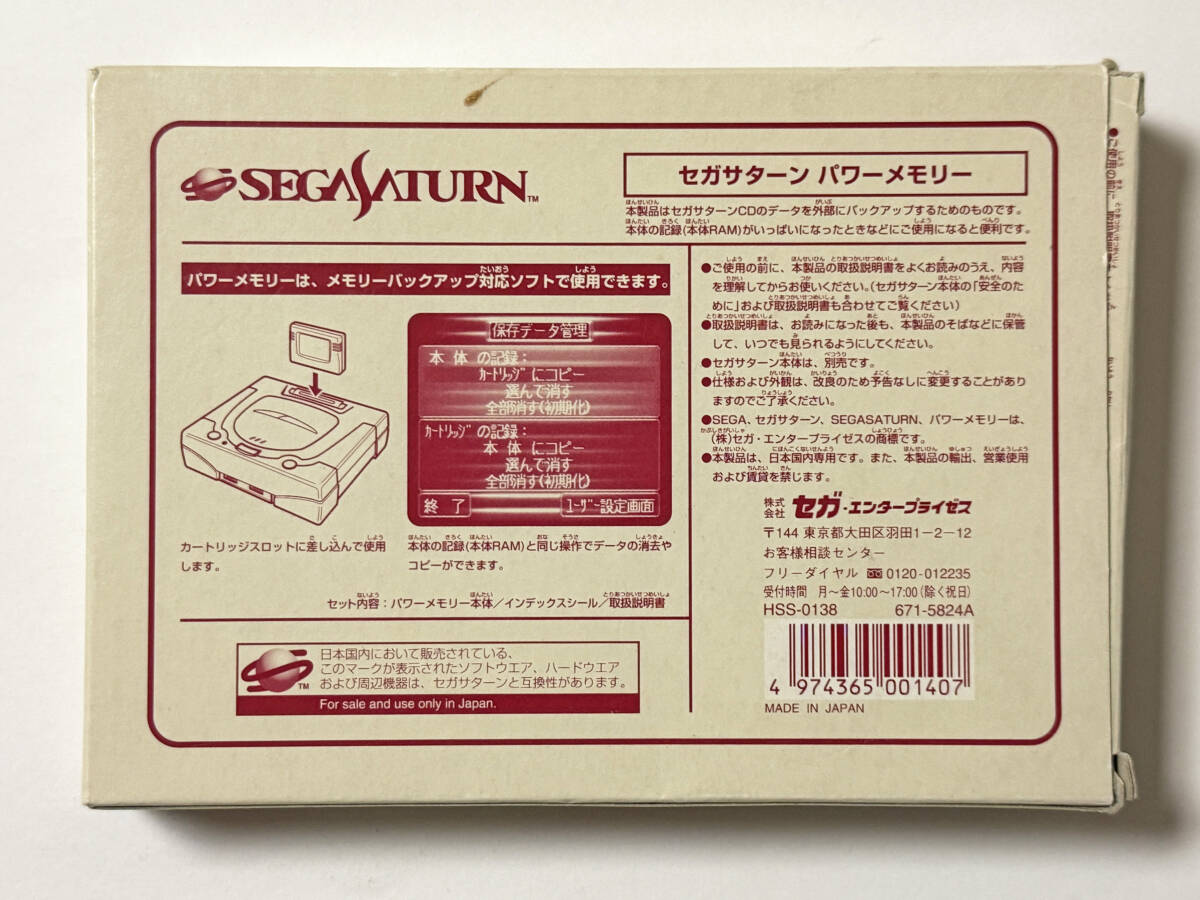 SEGASATURN™
セガサターン パワーメモリー
本製品はセガサターンCDのデータを外部にバックアップするためのものです。
本体の記録(本体RAM)がいっぱいになったときなどにご使用になると便利です。
パワーメモリーは、メモリーバックアップ対応ソフトで使用できます。
保存データ管理
本体の記録:
カートリッジにコピー
選んで消す
全部消す(初期化)
カートリッジの記録:
本体にコピー
選んで消す
全部消す(初期化)
終了
ユーザー設定画面
カートリッジスロットに差し込んで使用
します。
本体の記録(本体RAM)と同じ操作でデータの消去や
コピーができます。
セット内容:パワーメモリー本体/インデックスシール/取扱説明書
TM
日本国内において販売されている、
このマークが表示されたソフトウエア、ハードウエア
および周辺機器は、セガサターンと互換性があります。
For sale and use only in Japan.
●ご使用の前に、本製品の取扱説明書をよくお読みのうえ、内容
を理解してからお使いください。(セガサターン本体の「安全のた
めに」および取扱説明書も合わせてご覧ください)
●取扱説明書は、お読みになった後も、本製品のそばなどに保管
して、いつでも見られるようにしてください。
●セガサターン本体は、別売です。
●仕様および外観は、改良のため予告なしに変更することがあり
ますのでご了承ください。
●SEGA、セガサターン、SEGASATURN、パワーメモリーは、
(株)セガ・エンタープライゼスの商標です。
●本製品は、日本国内専用です。また、本製品の輸出、営業使用
および賃貸を禁じます。
株式会社 セガ・エンタープライゼス
〒144 東京都大田区羽田1-2-12
お客様相談センター
フリーダイヤル 0120-012235
受付時間 月〜金10:00〜17:00(除く祝日)
HSS-0138 671-5824A
4 974365 001407
MADE IN JAPAN